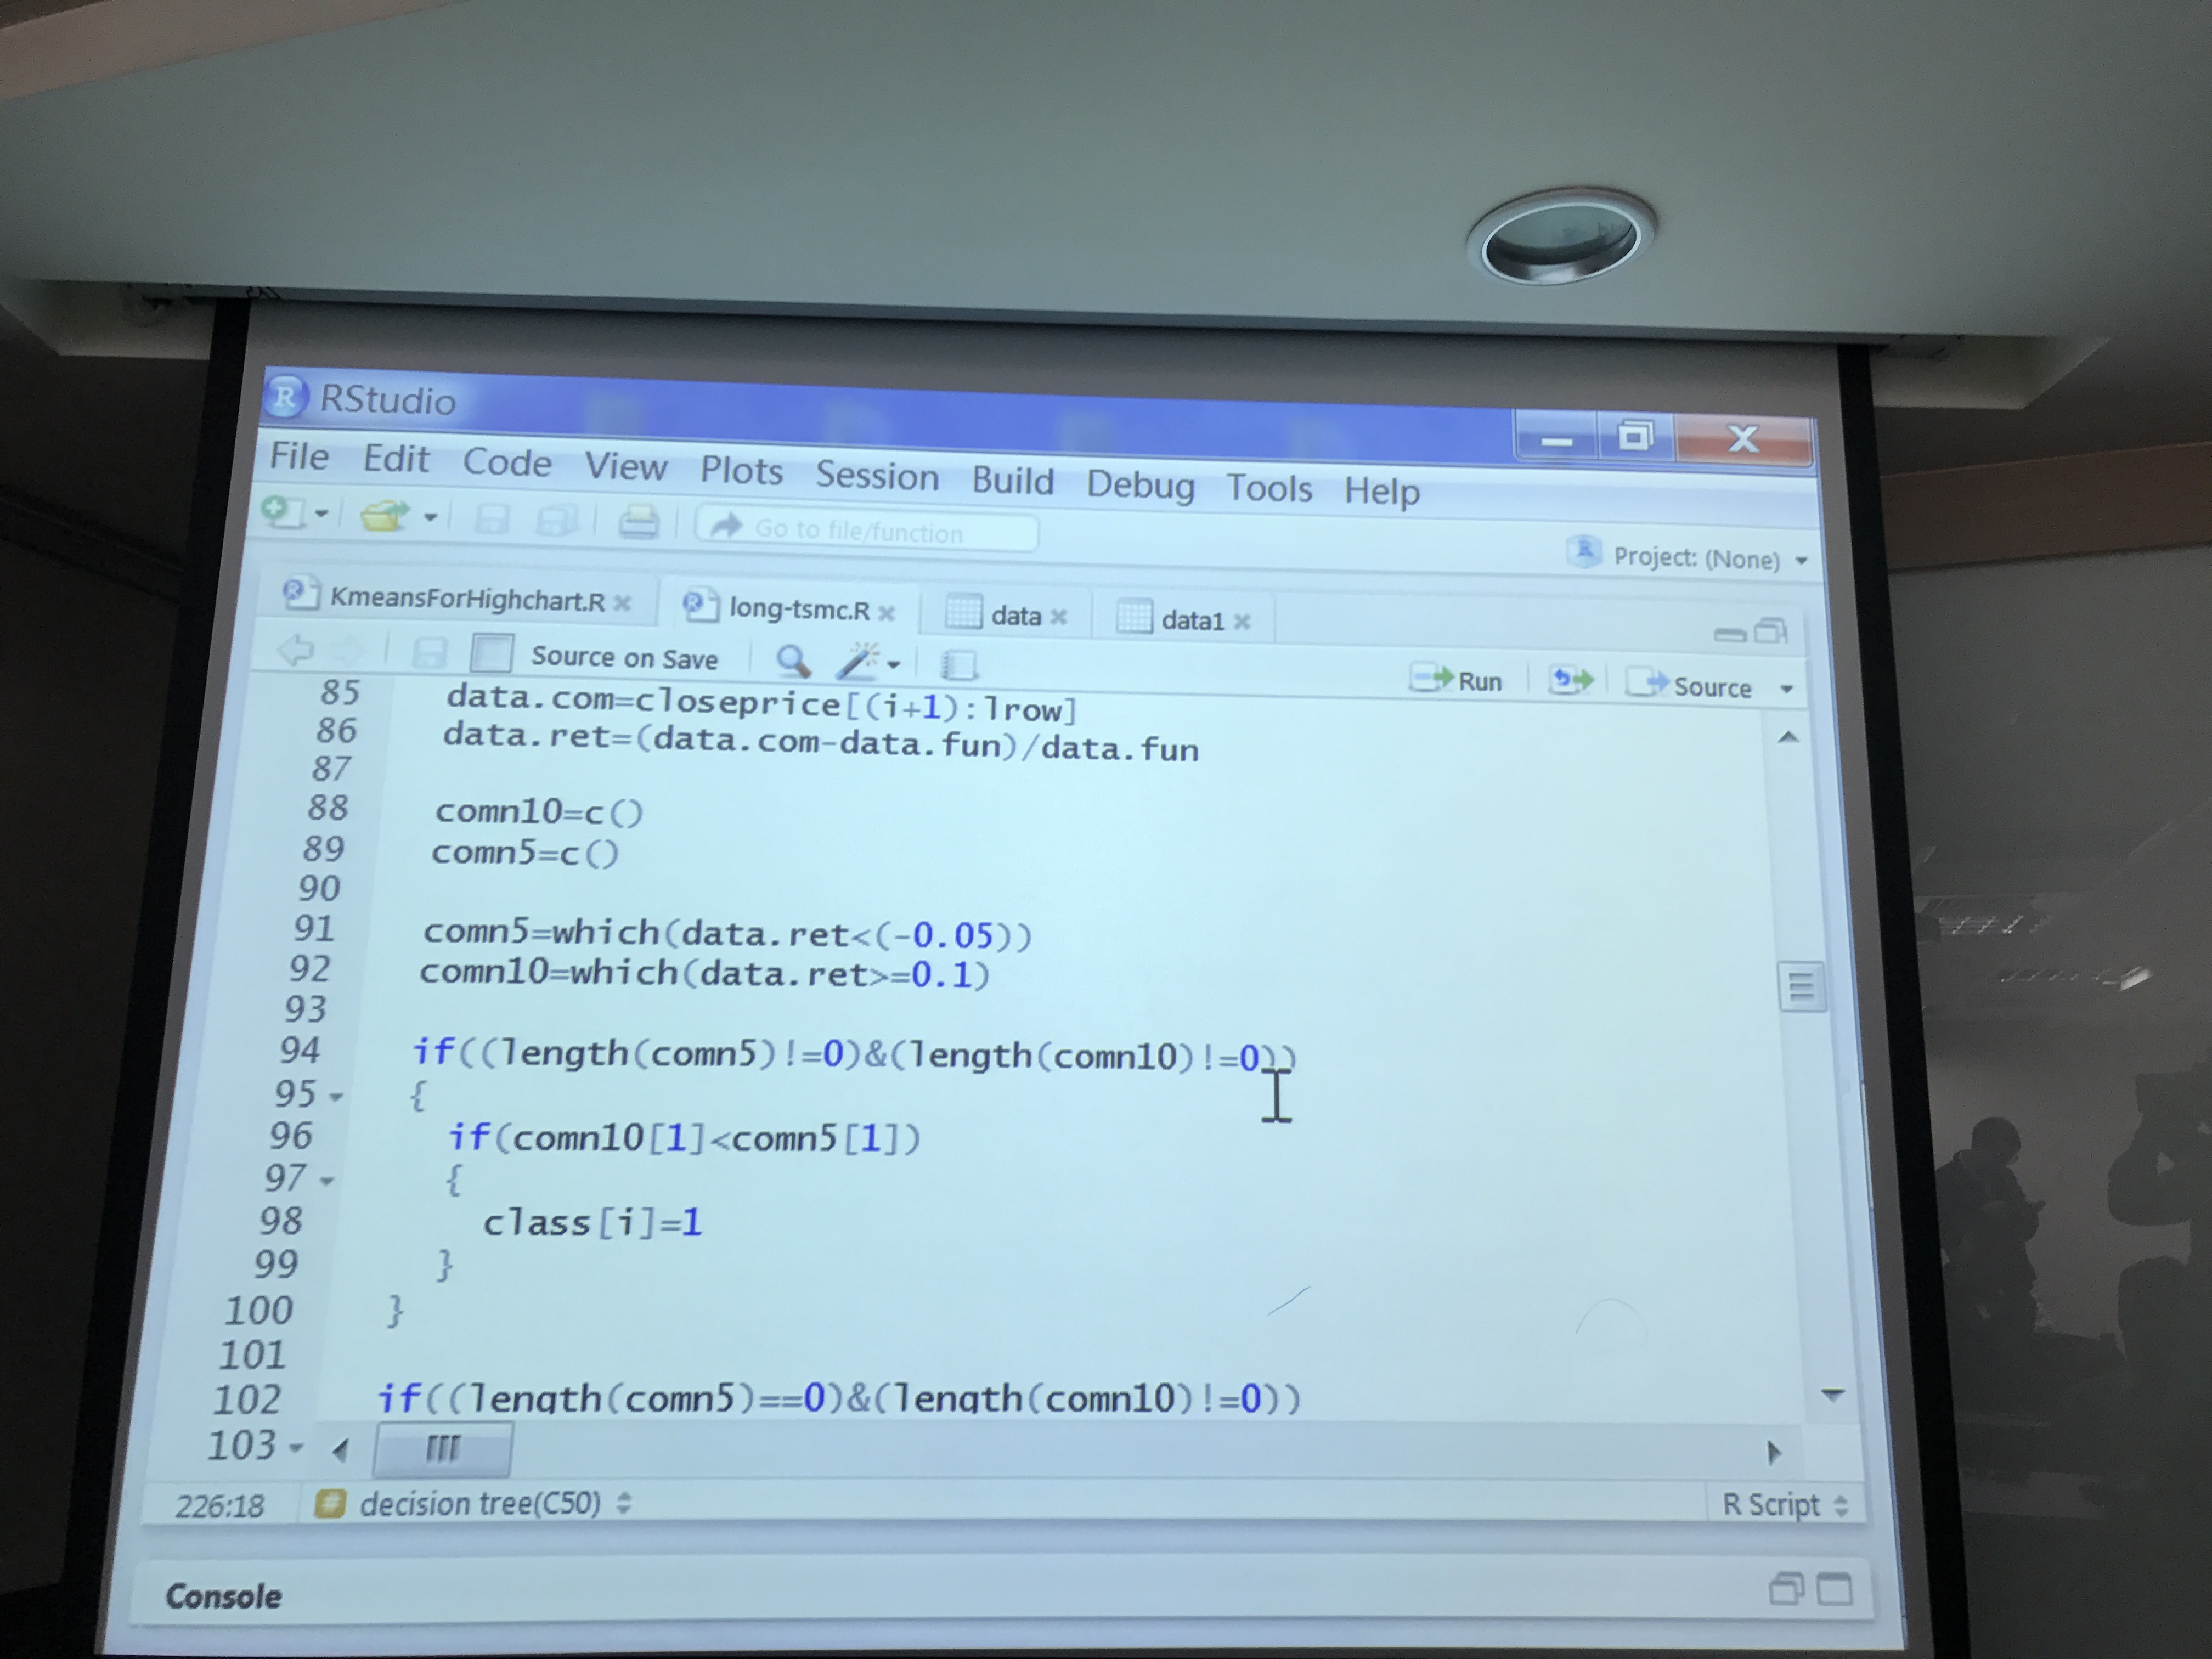 RStudio
File Edit Code View Plots Session Build Debug Tools Help
Go to file/function
Project: (None)
KmeansForHighchart.R long-tsmc.R data data1
Source on Save Run Source
85 data.com=closeprice[(i+1):lrow]
86 data.ret=(data.com-data.fun)/data.fun
87
88 comn10=c()
89 comn5=c()
90
91 comn5=which(data.ret<(-0.05))
92 comn10=which(data.ret>=0.1)
93
94 if((length(comn5)!=0)&(length(comn10)!=0))
95 {
96 if(comn10[1]<comn5[1])
97 {
98 class[i]=1
99 }
100 }
101
102 if((length(comn5)==0)&(length(comn10)!=0))
103
226:18 # decision tree(C50) R Script
Console